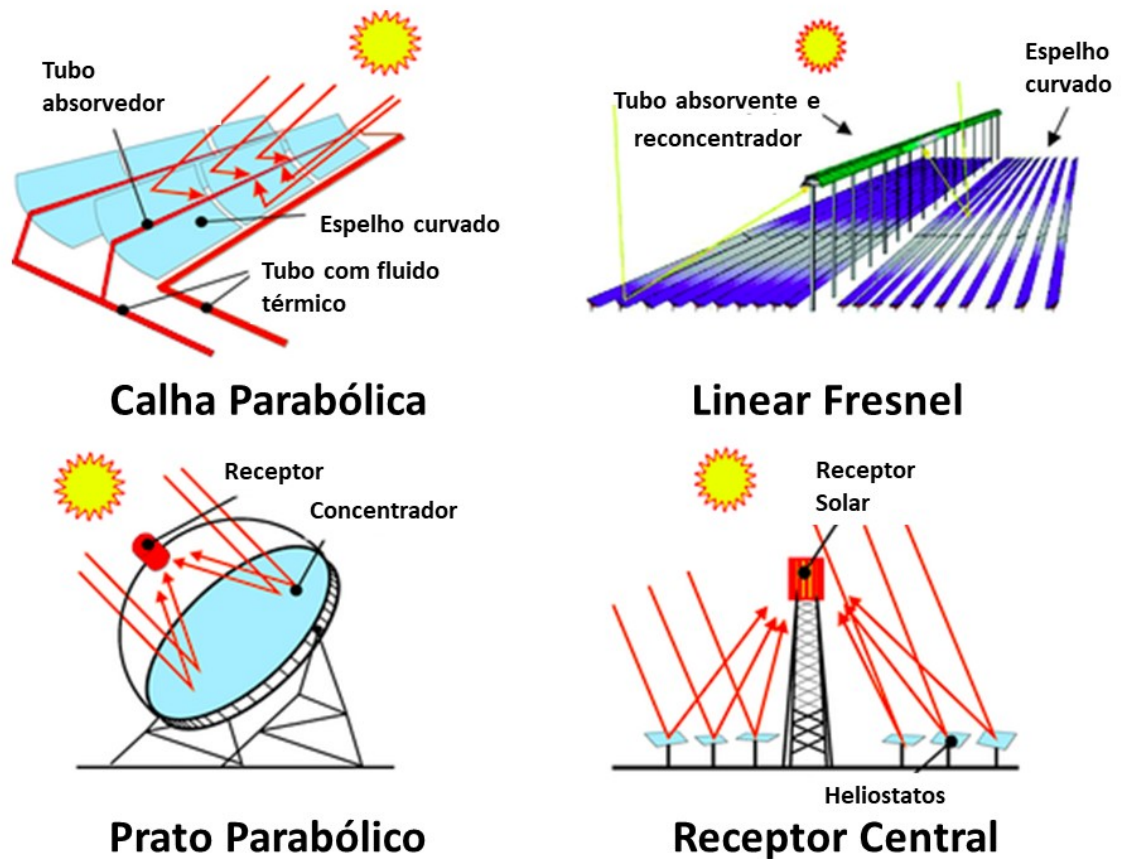 Tubo
absorvedor
Espelho curvado
Tubo com fluido
térmico
Calha Parabólica
Espelho
curvado
Tubo absorvente e
reconcentrador
Linear Fresnel
Receptor
Concentrador
Prato Parabólico
Receptor
Solar
Heliostatos
Receptor Central